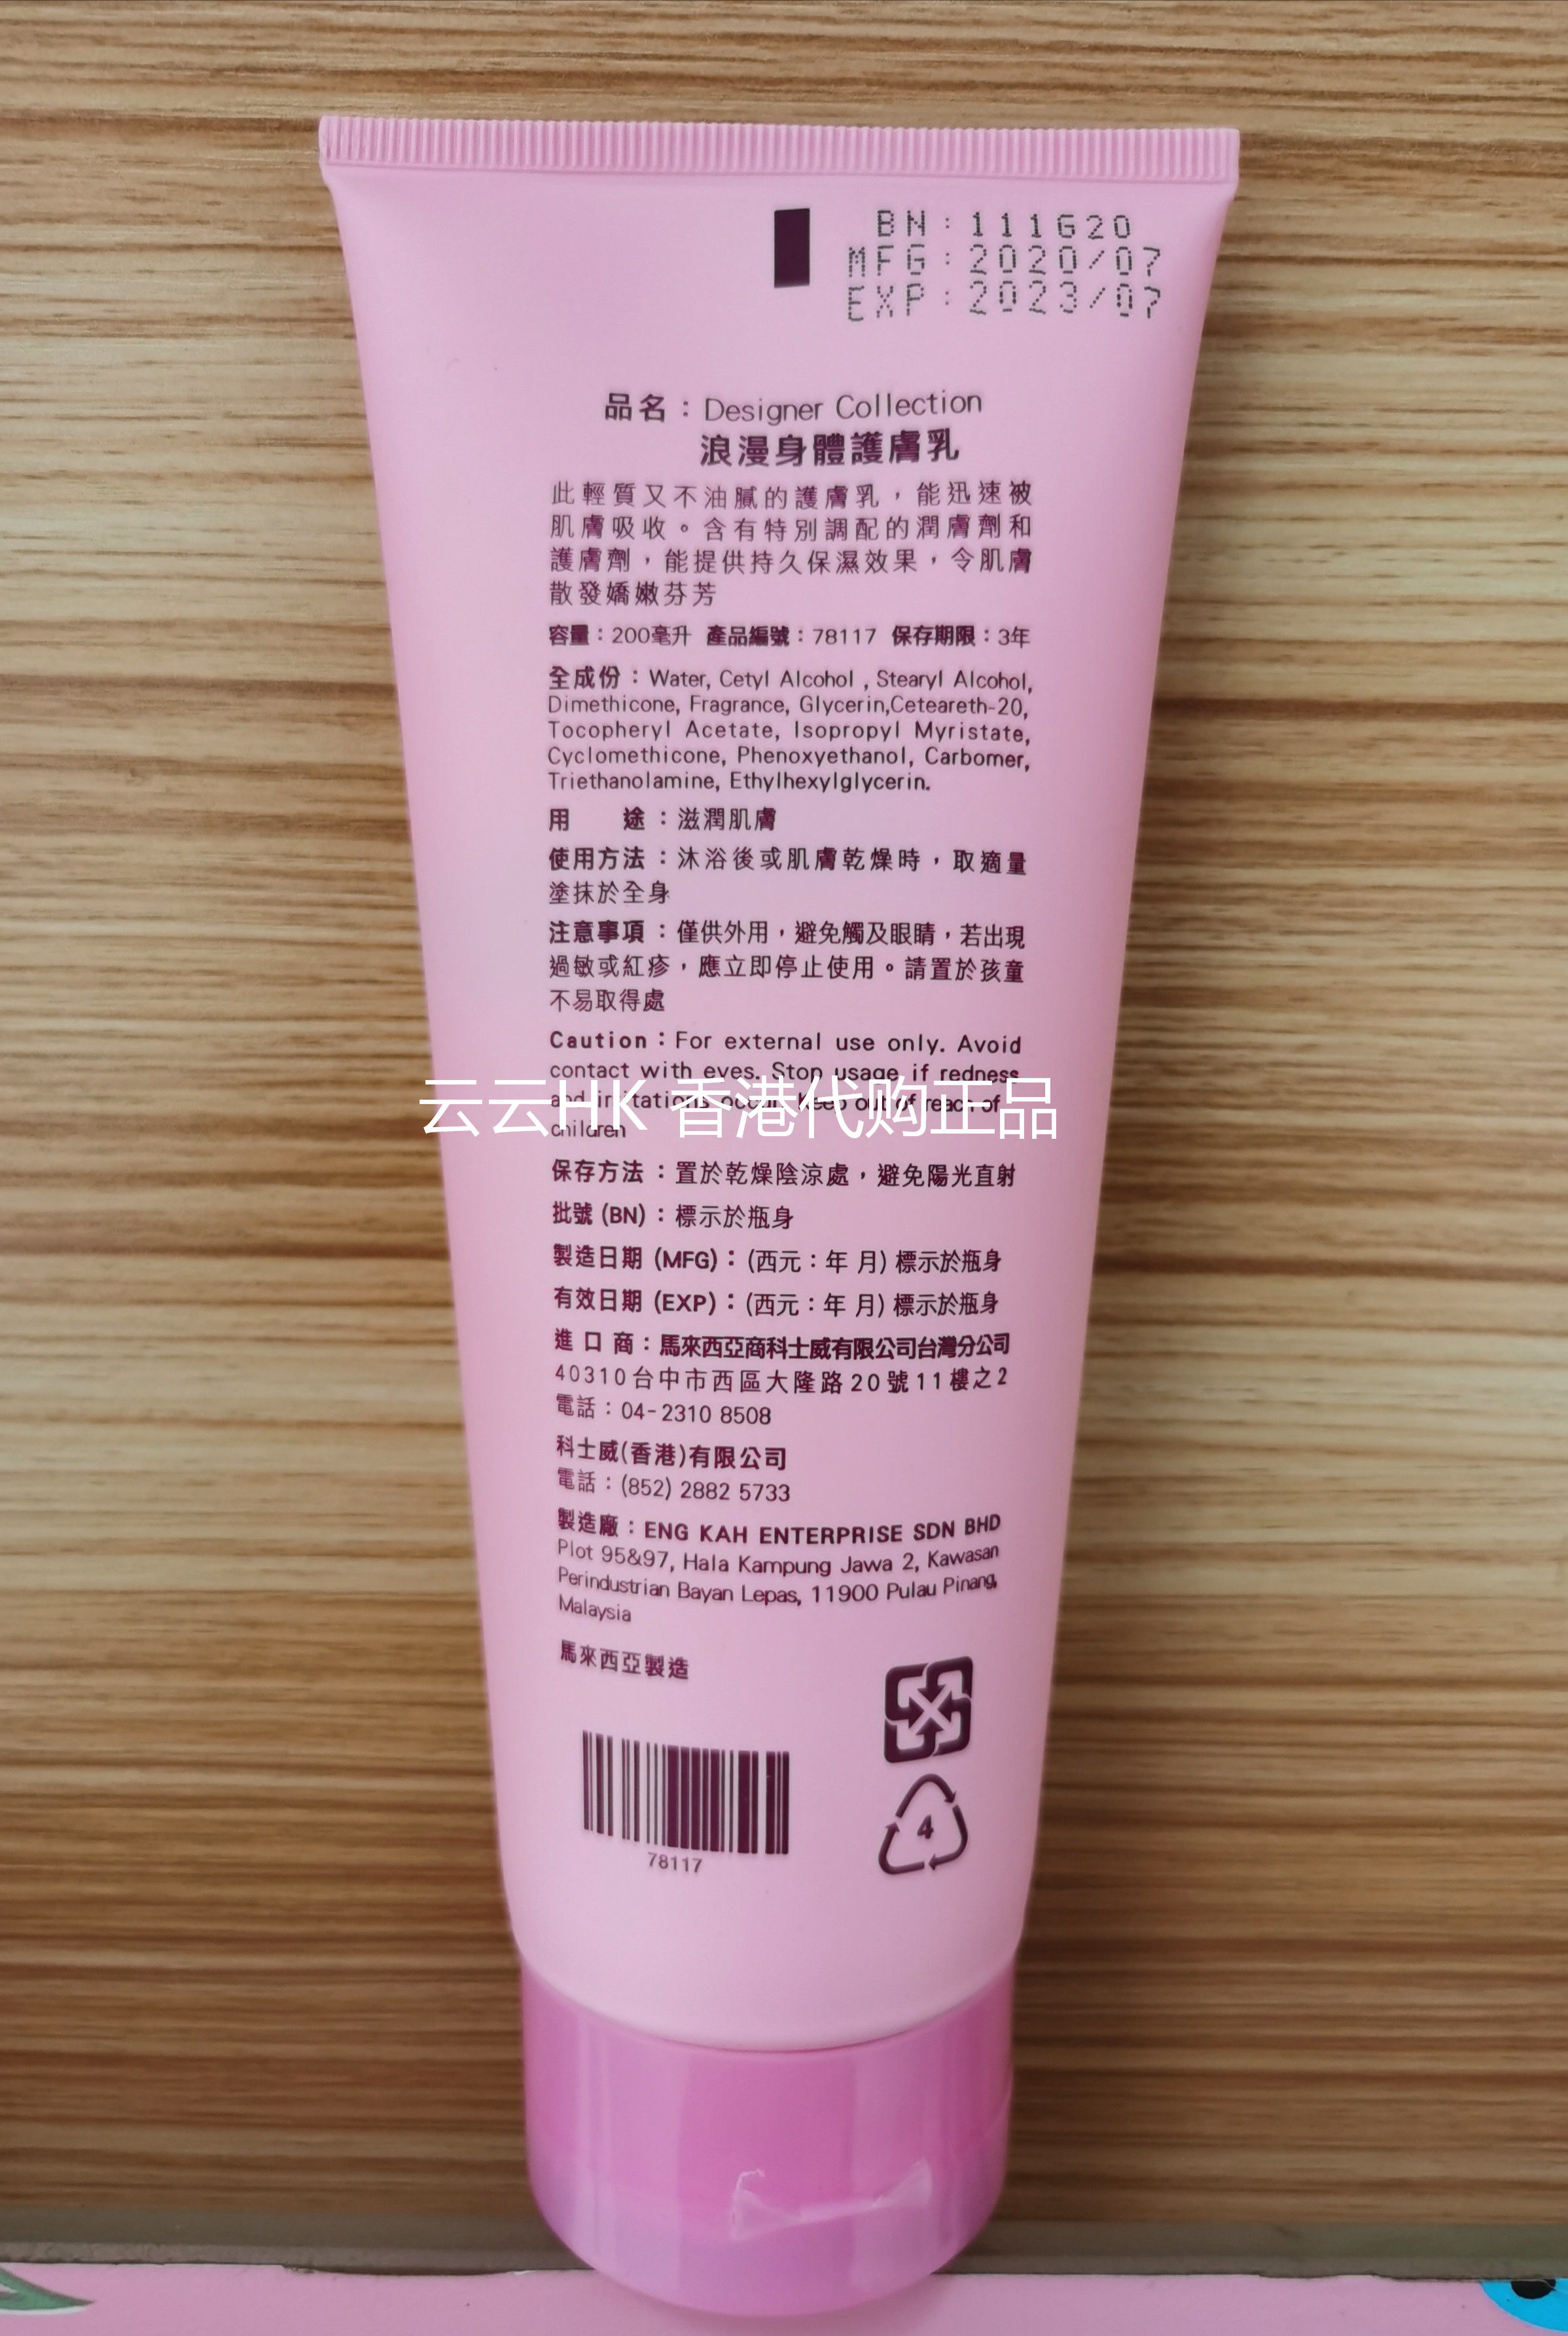 BN:111G20
MFG:2020/07
EXP:2023/07
品名：Designer Collection
浪漫身體護膚乳
此輕質又不油膩的護膚乳，能迅速被
肌膚吸收。含有特別調配的潤膚劑和
護膚劑，能提供持久保濕效果，令肌膚
散發嬌嫩芬芳
容量：200毫升 產品編號：78117 保存期限：3年
全成份：Water, Cetyl Alcohol , Stearyl Alcohol,
Dimethicone, Fragrance, Glycerin,Ceteareth-20,
Tocopheryl Acetate, Isopropyl Myristate,
Cyclomethicone, Phenoxyethanol, Carbomer,
Triethanolamine, Ethylhexylglycerin.
用　　途：滋潤肌膚
使用方法：沐浴後或肌膚乾燥時，取適量
塗抹於全身
注意事項：僅供外用，避免觸及眼睛，若出現
過敏或紅疹，應立即停止使用。請置於孩童
不易取得處
Caution：For external use only. Avoid
contact with eyes. Stop usage if redness
and irritations occur. Keep out of reach of
children
云云HK 香港代购正品
保存方法：置於乾燥陰涼處，避免陽光直射
批號 (BN)：標示於瓶身
製造日期 (MFG)：(西元：年 月) 標示於瓶身
有效日期 (EXP)：(西元：年 月) 標示於瓶身
進 口 商：馬來西亞商科士威有限公司台灣分公司
40310台中市西區大隆路20號11樓之2
電話：04-2310 8508
科士威(香港)有限公司
電話：(852) 2882 5733
製造廠：ENG KAH ENTERPRISE SDN BHD
Plot 95&97, Hala Kampung Jawa 2, Kawasan
Perindustrian Bayan Lepas, 11900 Pulau Pinang,
Malaysia
馬來西亞製造
78117
4